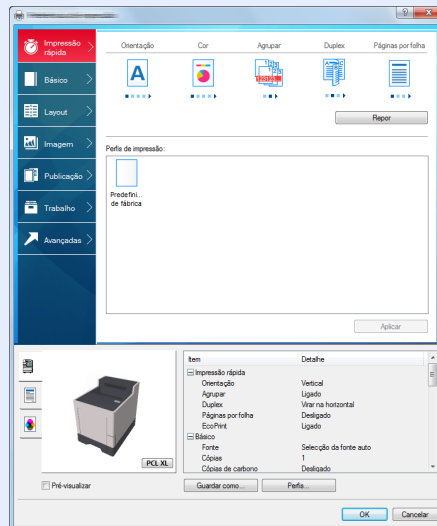 Impressão
rápida
Básico
Layout
Imagem
Publicação
Trabalho
Avançadas
Orientação Cor Agrupar Duplex Páginas por folha
A
123
123
123123
Repor
Perfis de impressão:
Predefini...
de fábrica
Aplicar
Item Detalhe
Impressão rápida
Orientação Vertical
Agrupar Ligado
Duplex Virar na horizontal
Páginas por folha Desligado
EcoPrint Ligado
Básico
Fonte Selecção da fonte auto
Cópias 1
Cópias de carbono Desligado
PCL XL
Pré-visualizar
Guardar como... Perfis...
OK Cancelar